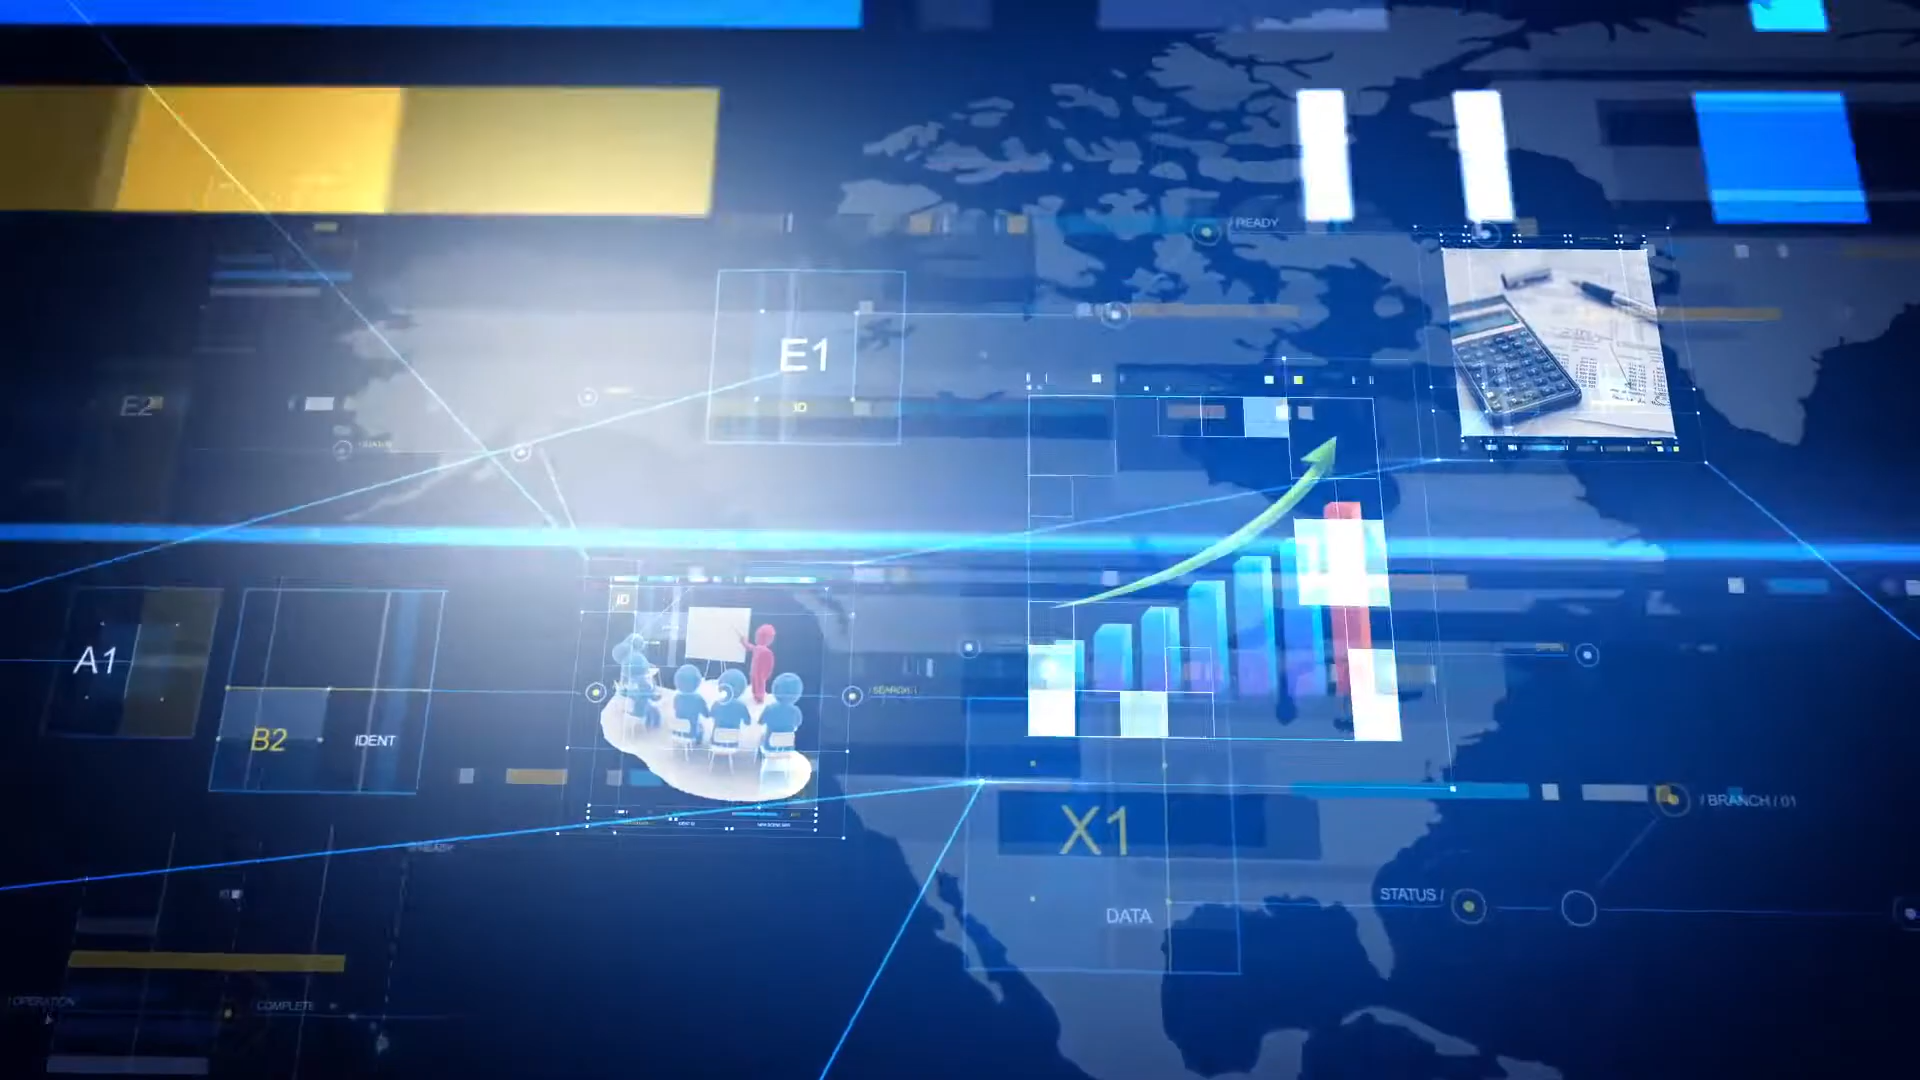 / READY
E1
ID
E2
ID
A1
/ SEARCH /
B2
IDENT
/ BRANCH / 01
X1
STATUS /
DATA
/ OPERATION
COMPLETE